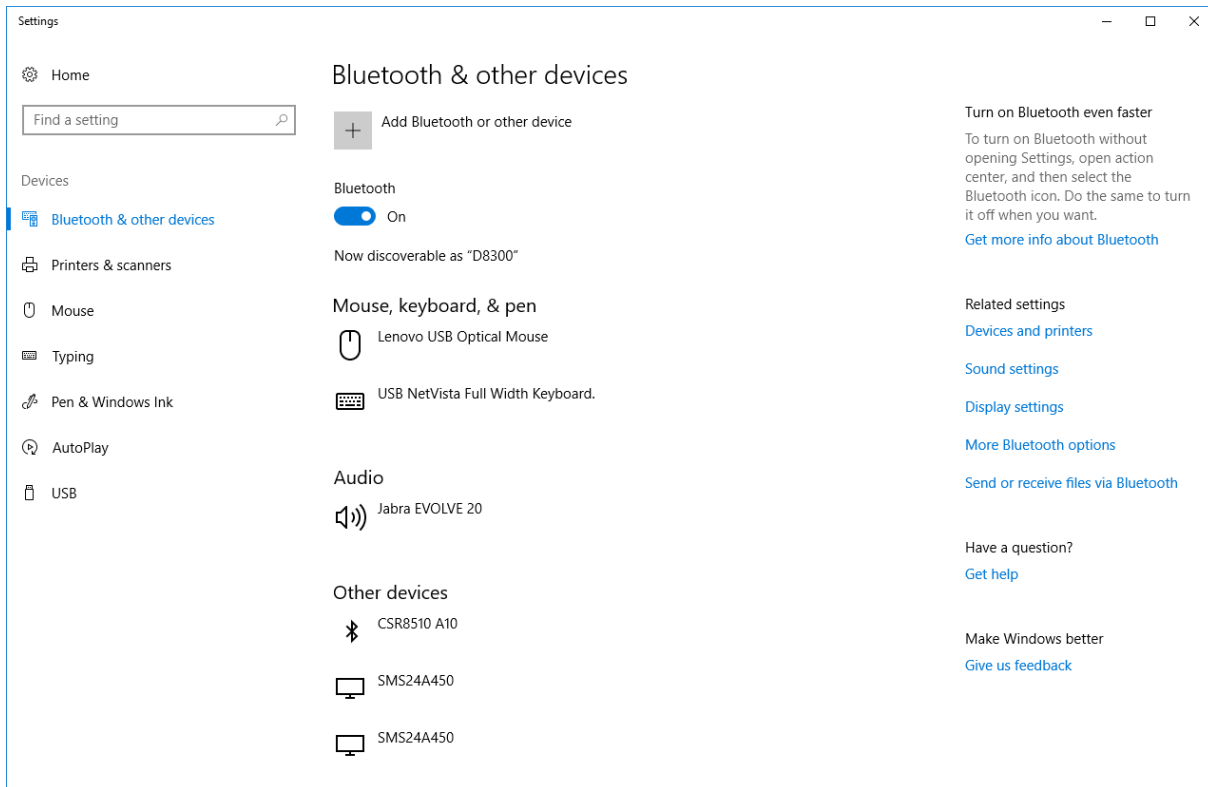 Settings
Home
Find a setting
Devices
Bluetooth & other devices
Printers & scanners
Mouse
Typing
Pen & Windows Ink
AutoPlay
USB
Bluetooth & other devices
Add Bluetooth or other device
Bluetooth
On
Now discoverable as “D8300”
Mouse, keyboard, & pen
Lenovo USB Optical Mouse
USB NetVista Full Width Keyboard.
Audio
Jabra EVOLVE 20
Other devices
CSR8510 A10
SMS24A450
SMS24A450
Turn on Bluetooth even faster
To turn on Bluetooth without
opening Settings, open action
center, and then select the
Bluetooth icon. Do the same to turn
it off when you want.
Get more info about Bluetooth
Related settings
Devices and printers
Sound settings
Display settings
More Bluetooth options
Send or receive files via Bluetooth
Have a question?
Get help
Make Windows better
Give us feedback